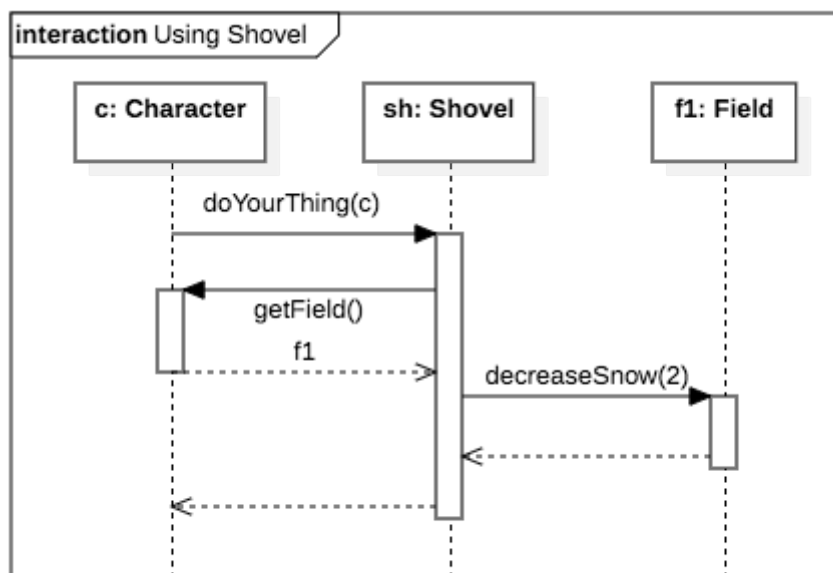 interaction Using Shovel
c: Character
sh: Shovel
f1: Field
doYourThing(c)
getField()
f1
decreaseSnow(2)